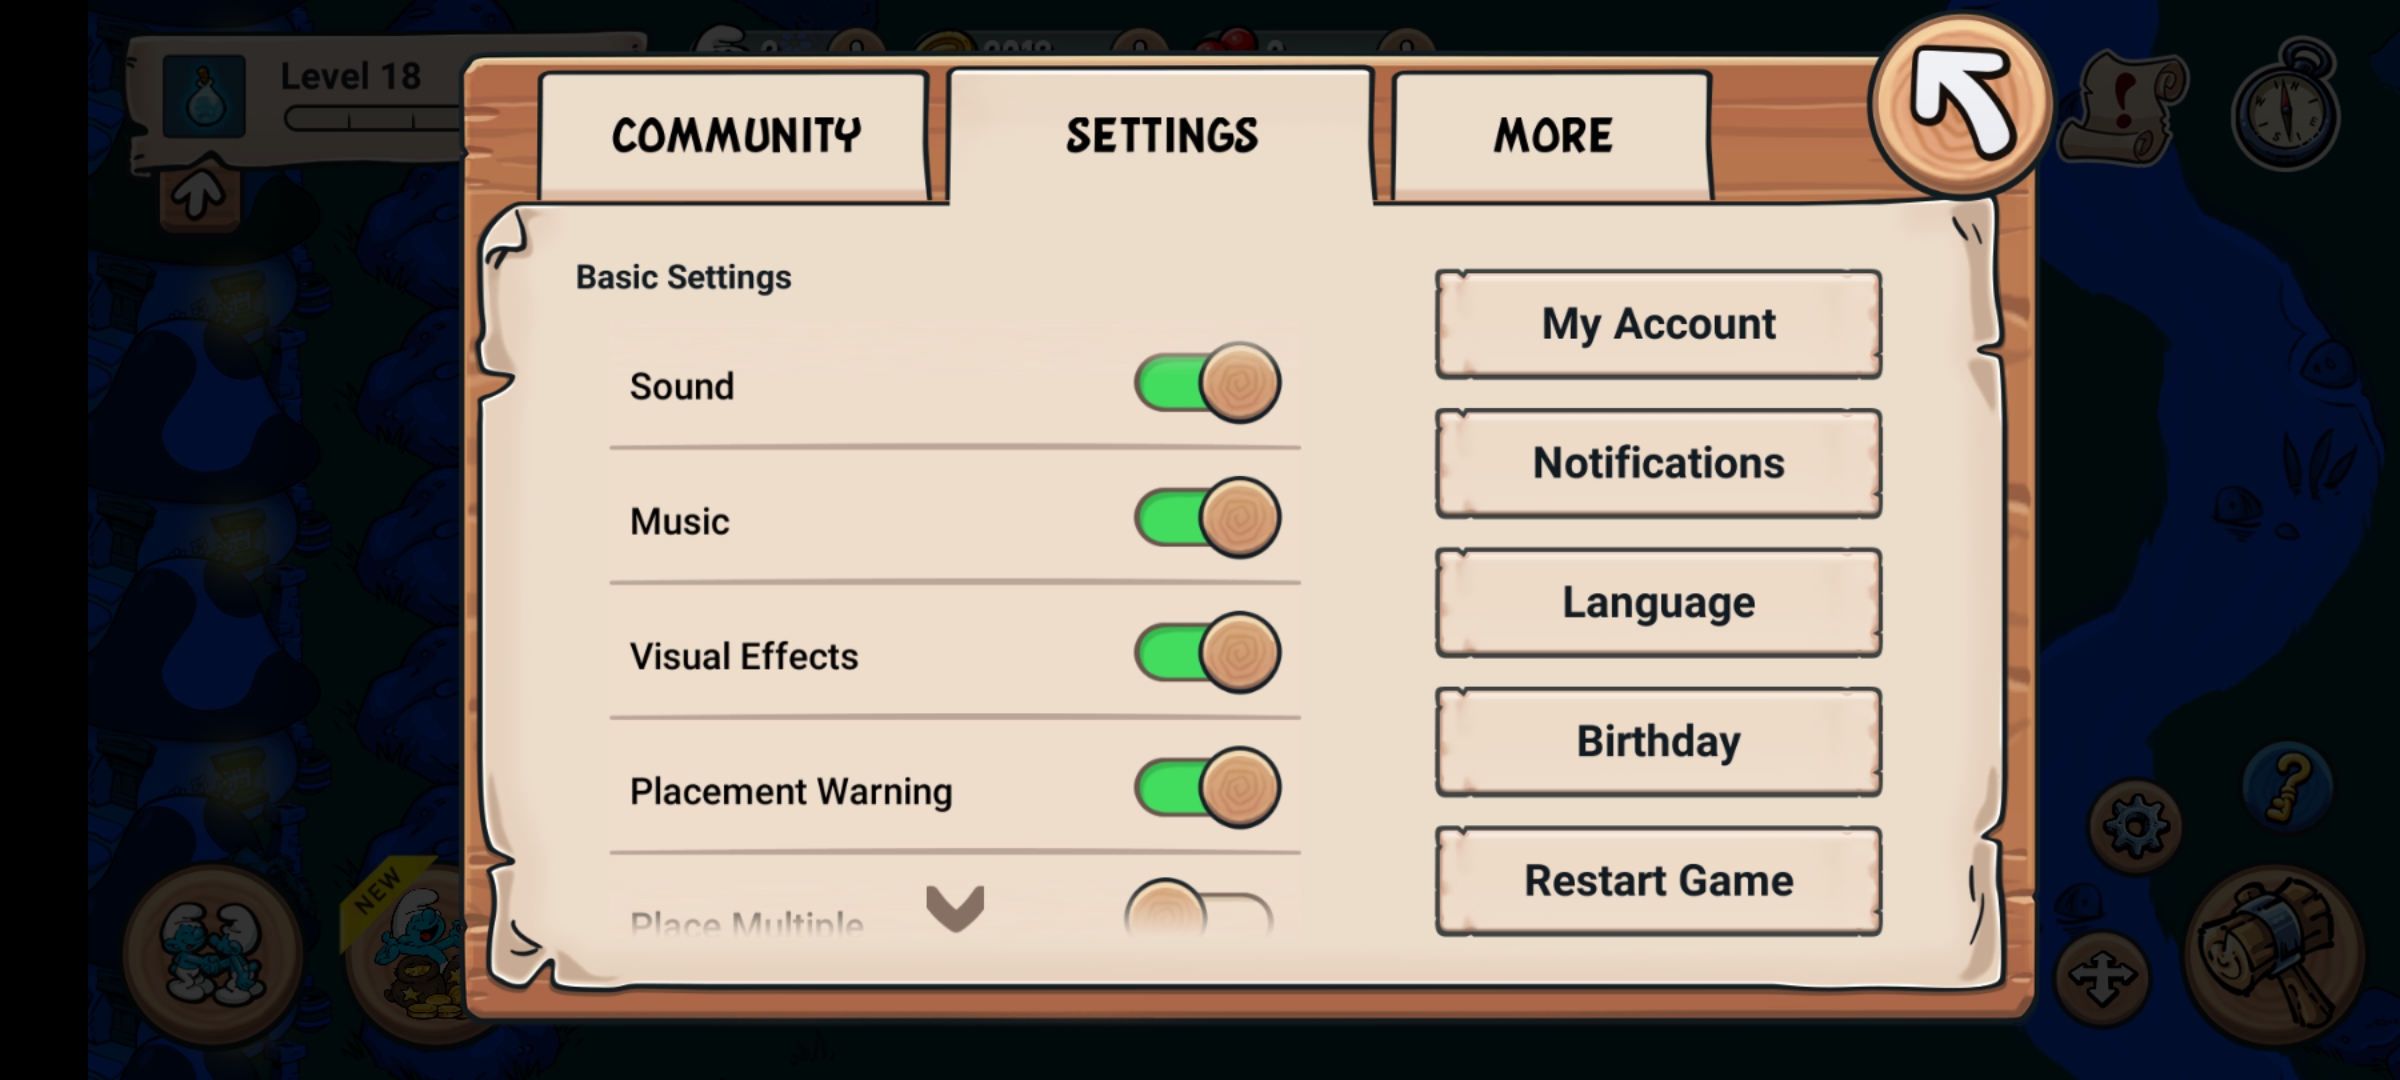 Level 18
COMMUNITY
SETTINGS
MORE
Basic Settings
Sound
Music
Visual Effects
Placement Warning
Place Multiple
My Account
Notifications
Language
Birthday
Restart Game
NEW